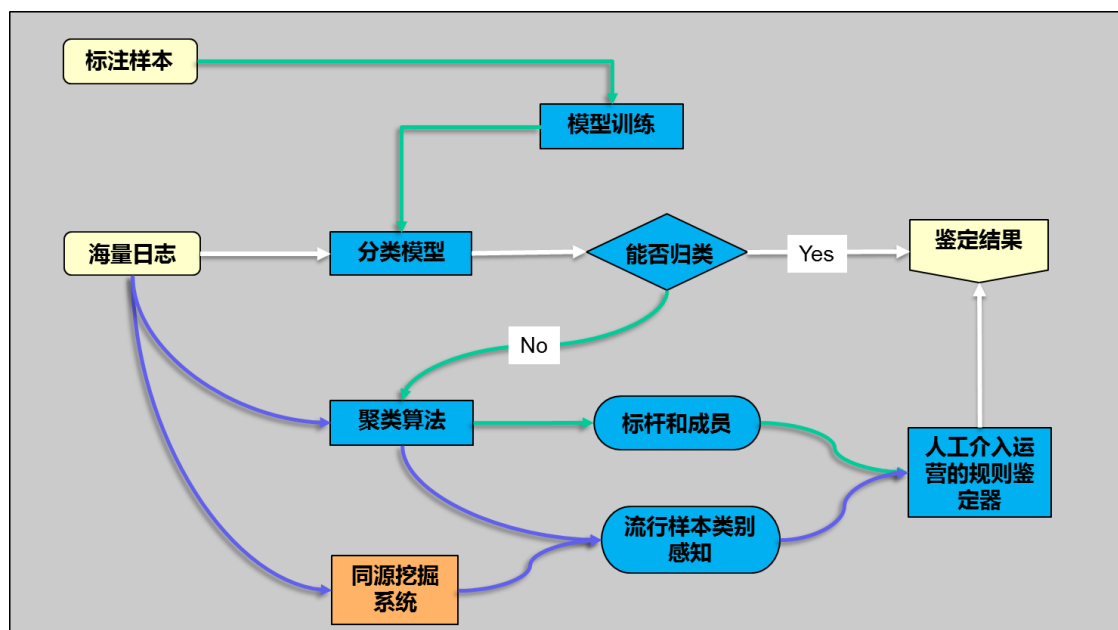 标注样本
模型训练
海量日志
分类模型
能否归类
Yes
鉴定结果
No
聚类算法
标杆和成员
人工介入运
营的规则鉴
定器
流行样本类别
感知
同源挖掘
系统